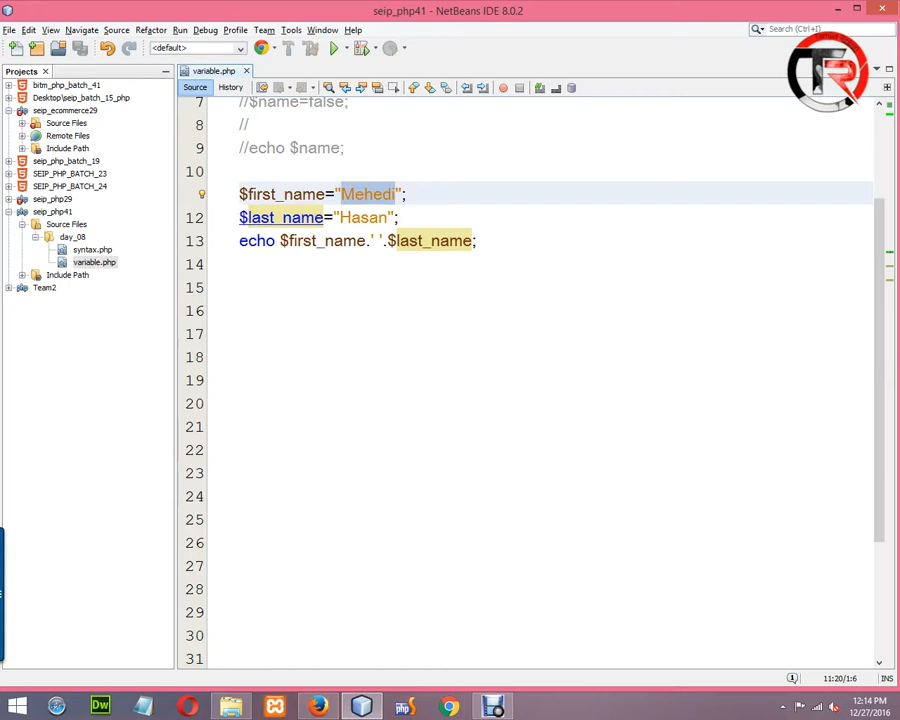 seip_php41 - NetBeans IDE 8.0.2
File Edit View Navigate Source Refactor Run Debug Profile Team Tools Window Help
Search (Ctrl+I)
<default>
Projects
variable.php
Source History
bitm_php_batch_41
Desktop\seip_batch_15_php
seip_ecommerce29
Source Files
Remote Files
Include Path
seip_php_batch_19
SEIP_PHP_BATCH_23
SEIP_PHP_BATCH_24
seip_php29
seip_php41
Source Files
day_08
syntax.php
variable.php
Include Path
Team2
7 //$name=false;
8 //
9 //echo $name;
10
$first_name="Mehedi";
12 $last_name="Hasan";
13 echo $first_name.' '.$last_name;
14
15
16
17
18
19
20
21
22
23
24
25
26
27
28
29
30
31
11:20/1:6 INS
Dw
php
12:14 PM
12/27/2016